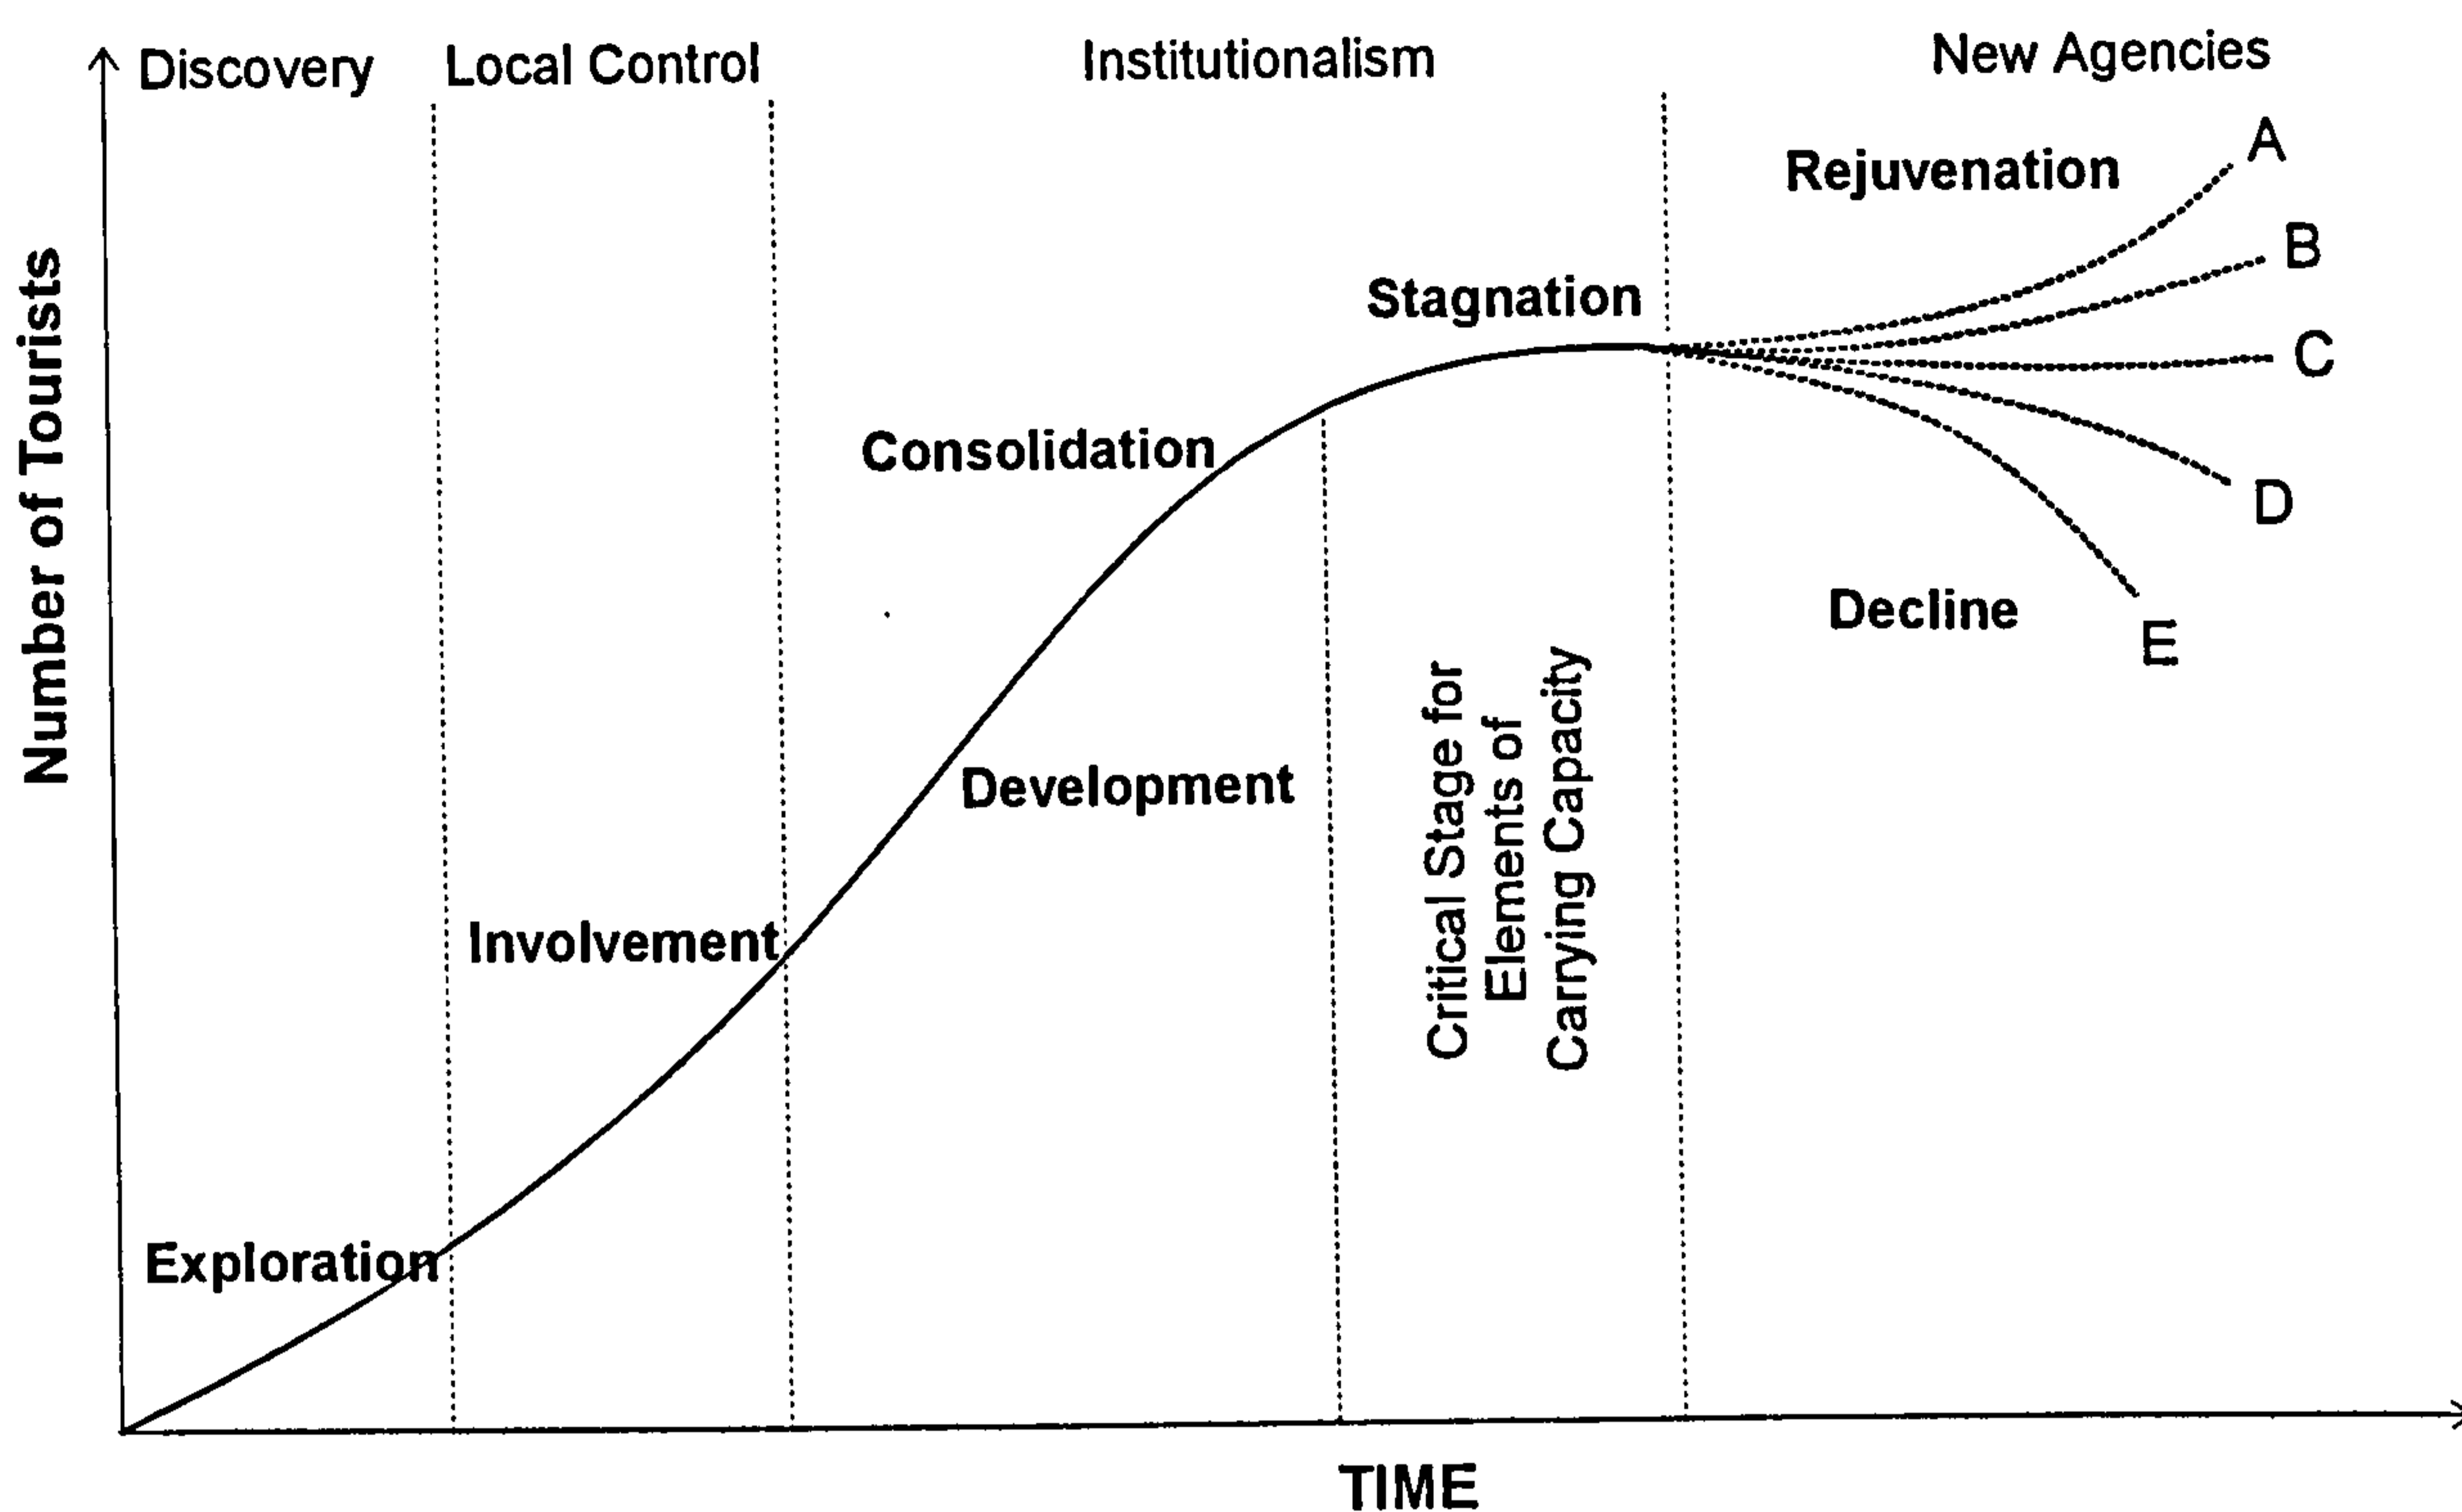 Discovery
Local Control
Institutionalism
New Agencies
A
Rejuvenation
B
Stagnation
C
Consolidation
D
Decline
E
Development
Critical Stage for
Elements of
Carrying Capacity
Involvement
Exploration
Number of Tourists
TIME